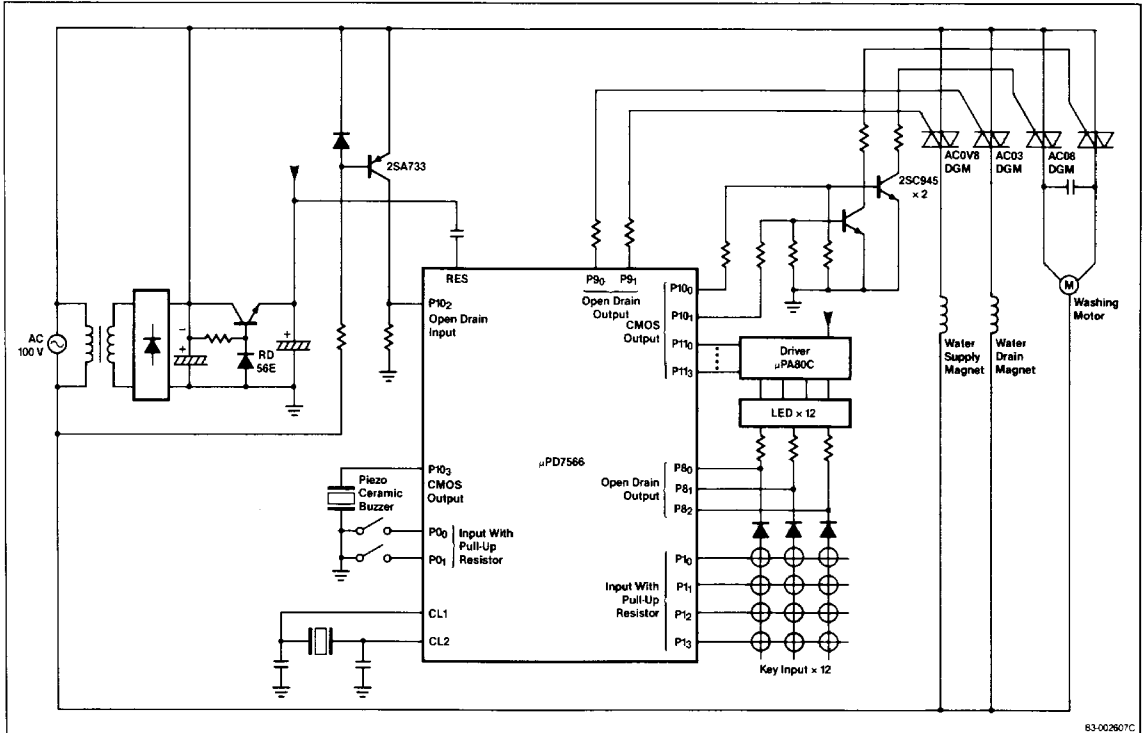 2SA733
AC0V8
DGM
AC03
DGM
AC08
DGM
2SC945
× 2
RES
P9₀
P9₁
Open Drain
Output
P10₀
P10₁
CMOS
Output
P11₀
P11₃
P10₂
Open Drain
Input
AC
100 V
−
+
+
RD
56E
Driver
μPA80C
LED × 12
M
Washing
Motor
Water
Supply
Magnet
Water
Drain
Magnet
μPD7566
P10₃
CMOS
Output
Piezo
Ceramic
Buzzer
P0₀
P0₁
Input With
Pull-Up
Resistor
Open Drain
Output
P8₀
P8₁
P8₂
Input With
Pull-Up
Resistor
P1₀
P1₁
P1₂
P1₃
CL1
CL2
Key Input × 12
83-002607C